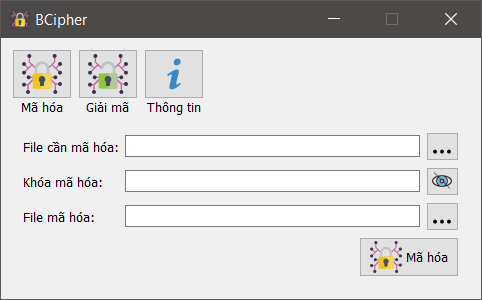 BCipher
Mã hóa Giải mã Thông tin
File cần mã hóa: ...
Khóa mã hóa:
File mã hóa: ...
Mã hóa